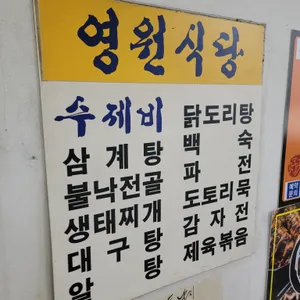 영원식당
수제비
삼계탕
불낙전골
생태찌개
대구탕
알탕
닭도리탕
백숙
파전
도토리묵
감자전
제육볶음
예약